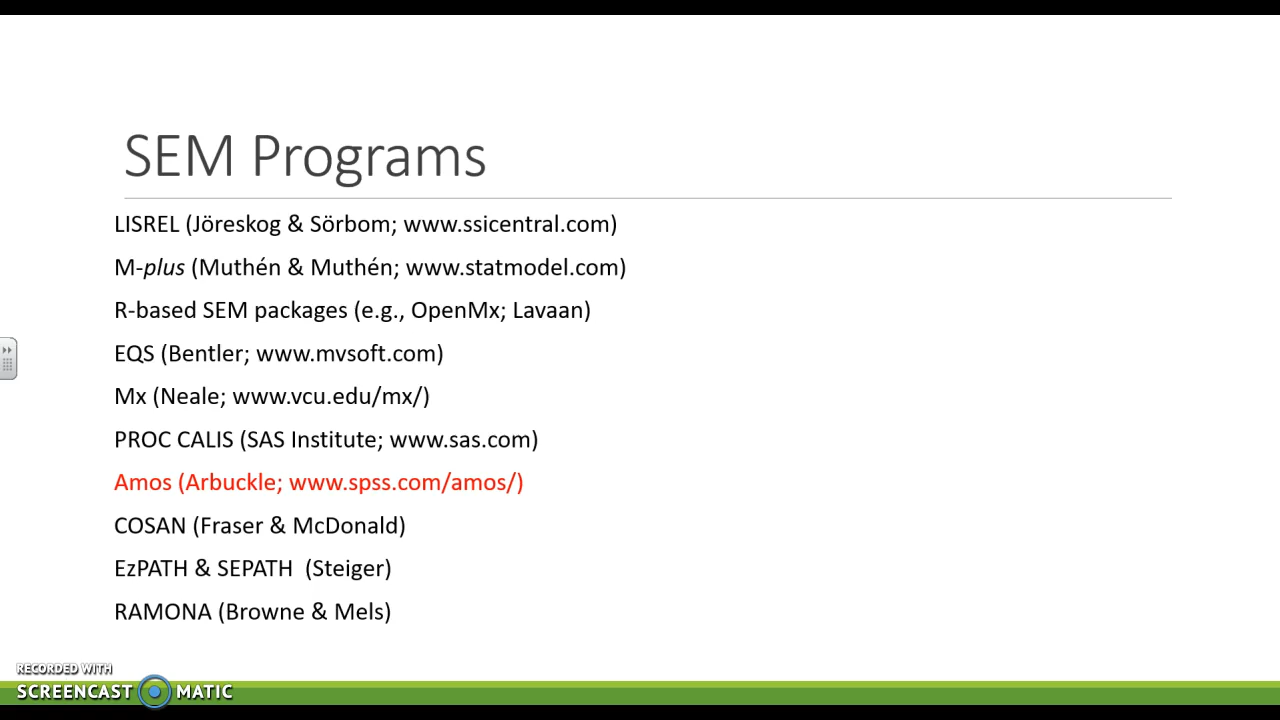 SEM Programs
LISREL (Jöreskog & Sörbom; www.ssicentral.com)
M-plus (Muthén & Muthén; www.statmodel.com)
R-based SEM packages (e.g., OpenMx; Lavaan)
EQS (Bentler; www.mvsoft.com)
Mx (Neale; www.vcu.edu/mx/)
PROC CALIS (SAS Institute; www.sas.com)
Amos (Arbuckle; www.spss.com/amos/)
COSAN (Fraser & McDonald)
EzPATH & SEPATH  (Steiger)
RAMONA (Browne & Mels)
RECORDED WITH
SCREENCAST MATIC